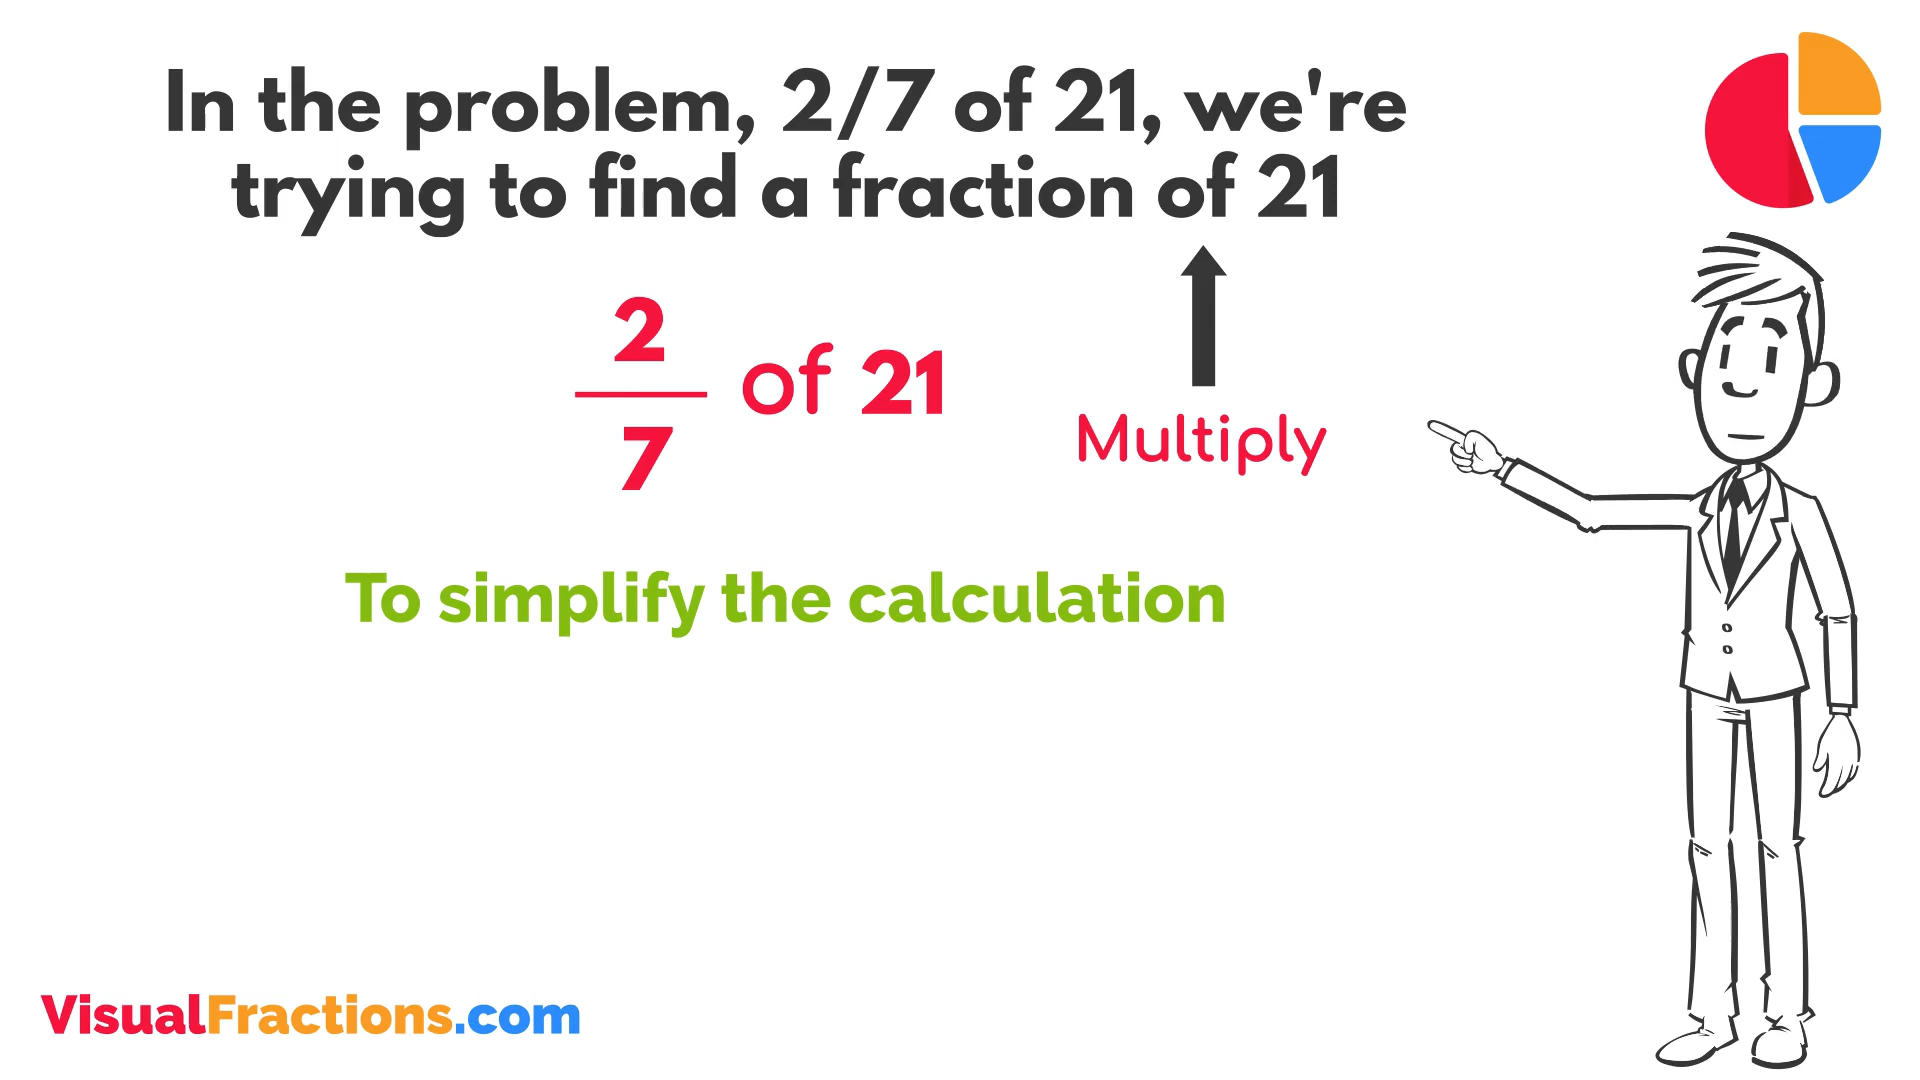 In the problem, 2/7 of 21, we're
trying to find a fraction of 21
2
7
of 21
Multiply
To simplify the calculation
VisualFractions.com